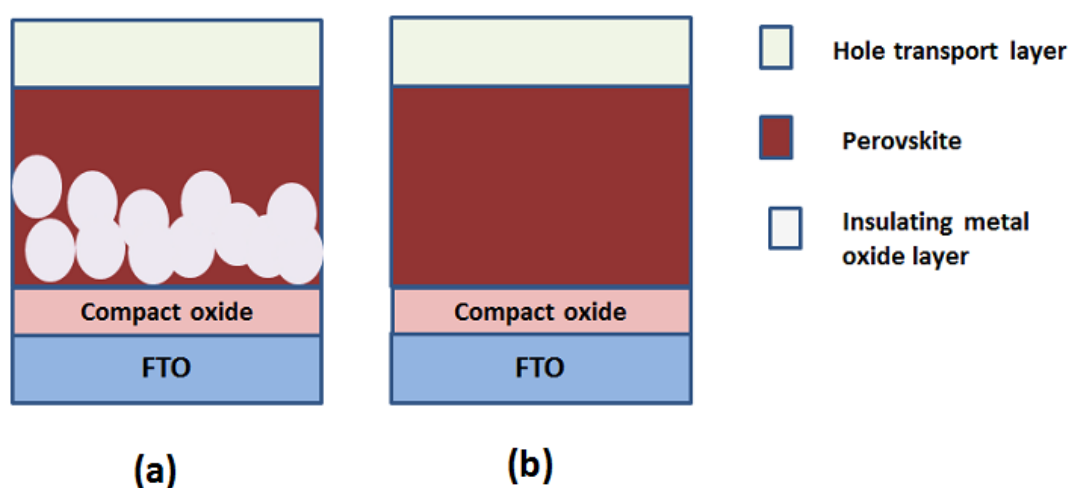 Hole transport layer
Perovskite
Insulating metal
oxide layer
Compact oxide
Compact oxide
FTO
FTO
(a)
(b)